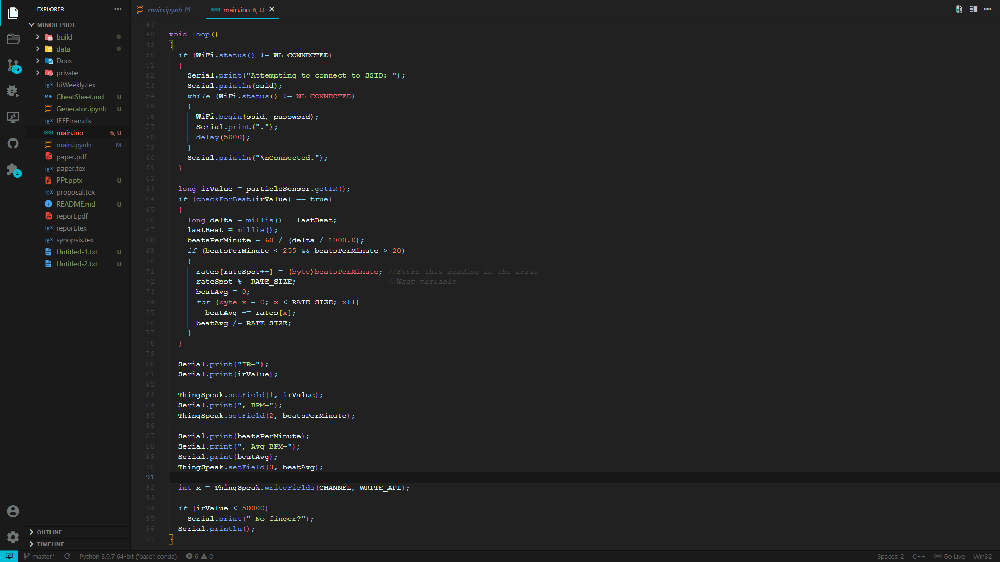 EXPLORER
MINOR_PROJ
build
data
Docs
private
biWeekly.tex
CheatSheet.md U
Generator.ipynb U
IEEEtran.cls
main.ino 6, U
main.ipynb M
paper.pdf
paper.tex
PPt.pptx U
proposal.tex
README.md U
report.pdf
report.tex
synopsis.tex
Untitled-1.txt U
Untitled-2.txt U
OUTLINE
TIMELINE
24
4
main.ipynb M
main.ino 6, U
47
48 void loop()
49 {
50 if (WiFi.status() != WL_CONNECTED)
51 {
52 Serial.print("Attempting to connect to SSID: ");
53 Serial.println(ssid);
54 while (WiFi.status() != WL_CONNECTED)
55 {
56 WiFi.begin(ssid, password);
57 Serial.print(".");
58 delay(5000);
59 }
60 Serial.println("\nConnected.");
61 }
62
63 long irValue = particleSensor.getIR();
64 if (checkForBeat(irValue) == true)
65 {
66 long delta = millis() - lastBeat;
67 lastBeat = millis();
68 beatsPerMinute = 60 / (delta / 1000.0);
69 if (beatsPerMinute < 255 && beatsPerMinute > 20)
70 {
71 rates[rateSpot++] = (byte)beatsPerMinute; //Store this reading in the array
72 rateSpot %= RATE_SIZE; //Wrap variable
73 beatAvg = 0;
74 for (byte x = 0; x < RATE_SIZE; x++)
75 beatAvg += rates[x];
76 beatAvg /= RATE_SIZE;
77 }
78 }
79
80 Serial.print("IR=");
81 Serial.print(irValue);
82
83 ThingSpeak.setField(1, irValue);
84 Serial.print(", BPM=");
85 ThingSpeak.setField(2, beatsPerMinute);
86
87 Serial.print(beatsPerMinute);
88 Serial.print(", Avg BPM=");
89 Serial.print(beatAvg);
90 ThingSpeak.setField(3, beatAvg);
91
92 int x = ThingSpeak.writeFields(CHANNEL, WRITE_API);
93
94 if (irValue < 50000)
95 Serial.print(" No finger?");
96 Serial.println();
97 }
master* Python 3.9.7 64-bit ('base': conda) 6 0 Spaces: 2 C++ Go Live Win32